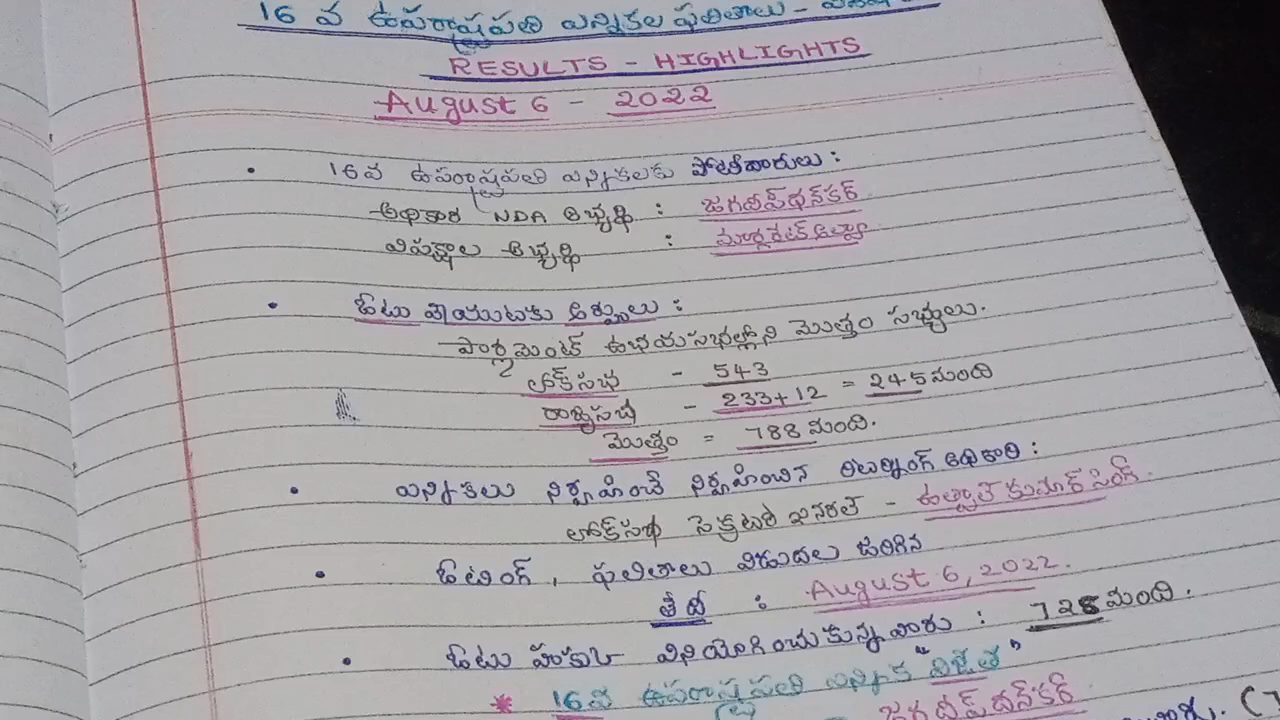 16 వ ఉపరాష్ట్రపతి ఎన్నికల ఫలితాలు -
RESULTS - HIGHLIGHTS
August 6 - 2022
• 16వ ఉపరాష్ట్రపతి ఎన్నికలకు పోటీదారులు :
అధికార NDA అభ్యర్థి : జగదీప్ ధన్‌కర్
విపక్షాల అభ్యర్థి : మార్గరేట్ ఆల్వా
• ఓటు వాయుటకు అర్హులు :
పార్లమెంట్ ఉభయసభల్లోని మొత్తం సభ్యులు.
లోక్‌సభ - 543
రాజ్యసభ - 233+12 = 245 మంది
మొత్తం = 788 మంది.
• ఎన్నికలు నిర్వహించే నిర్వహించిన రిటర్నింగ్ అధికారి :
లోక్‌సభ సెక్రటరీ జనరల్ - ఉత్పాల్ కుమార్ సింగ్.
• ఓటింగ్, ఫలితాలు విడుదల జరిగిన
తేదీ : August 6, 2022.
• ఓటు హక్కును వినియోగించుకున్న వారు : 725 మంది.
* 16వ ఉపరాష్ట్రపతి ఎన్నిక "విజేత"
జగదీప్ ధన్‌కర్